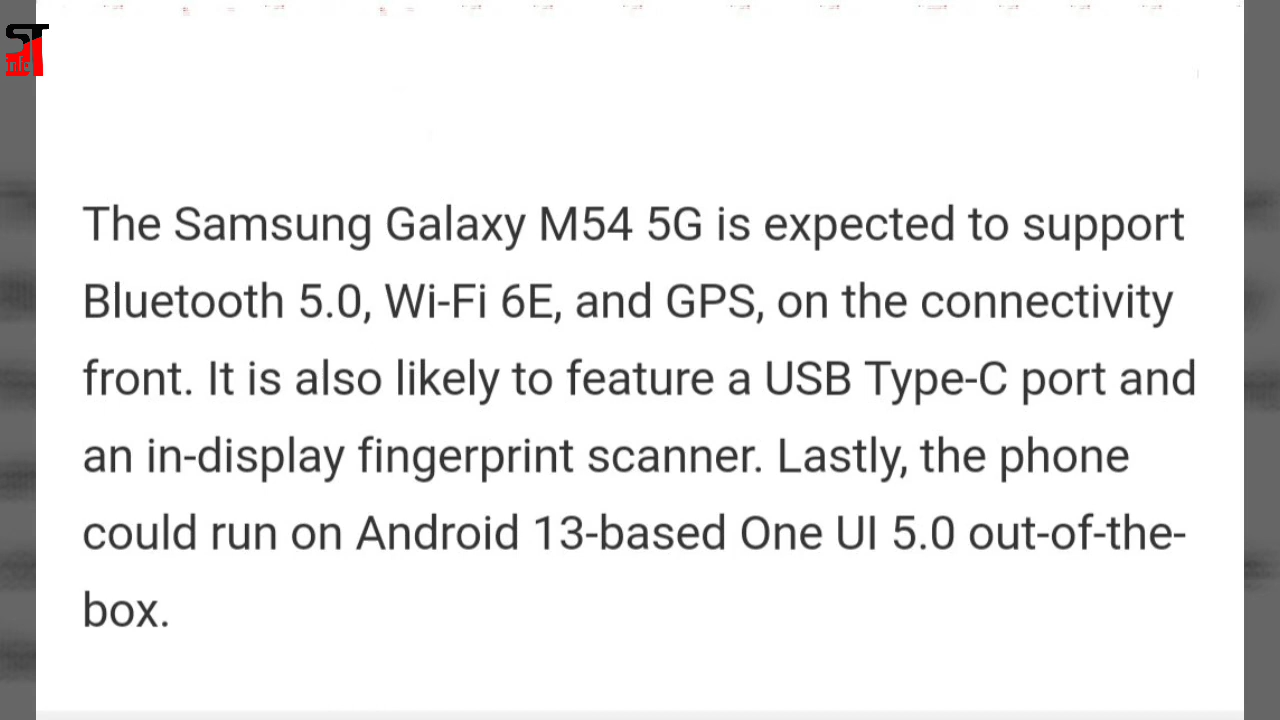 ST
info
The Samsung Galaxy M54 5G is expected to support
Bluetooth 5.0, Wi-Fi 6E, and GPS, on the connectivity
front. It is also likely to feature a USB Type-C port and
an in-display fingerprint scanner. Lastly, the phone
could run on Android 13-based One UI 5.0 out-of-the-
box.